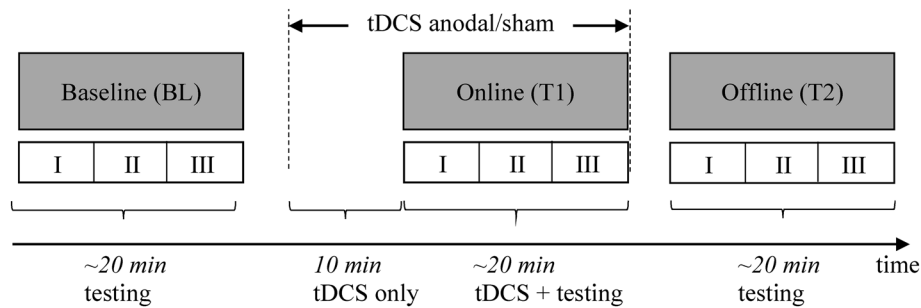 tDCS anodal/sham
Baseline (BL)
Online (T1)
Offline (T2)
I II III
I II III
I II III
~20 min
testing
10 min
tDCS only
~20 min
tDCS + testing
~20 min
testing
time